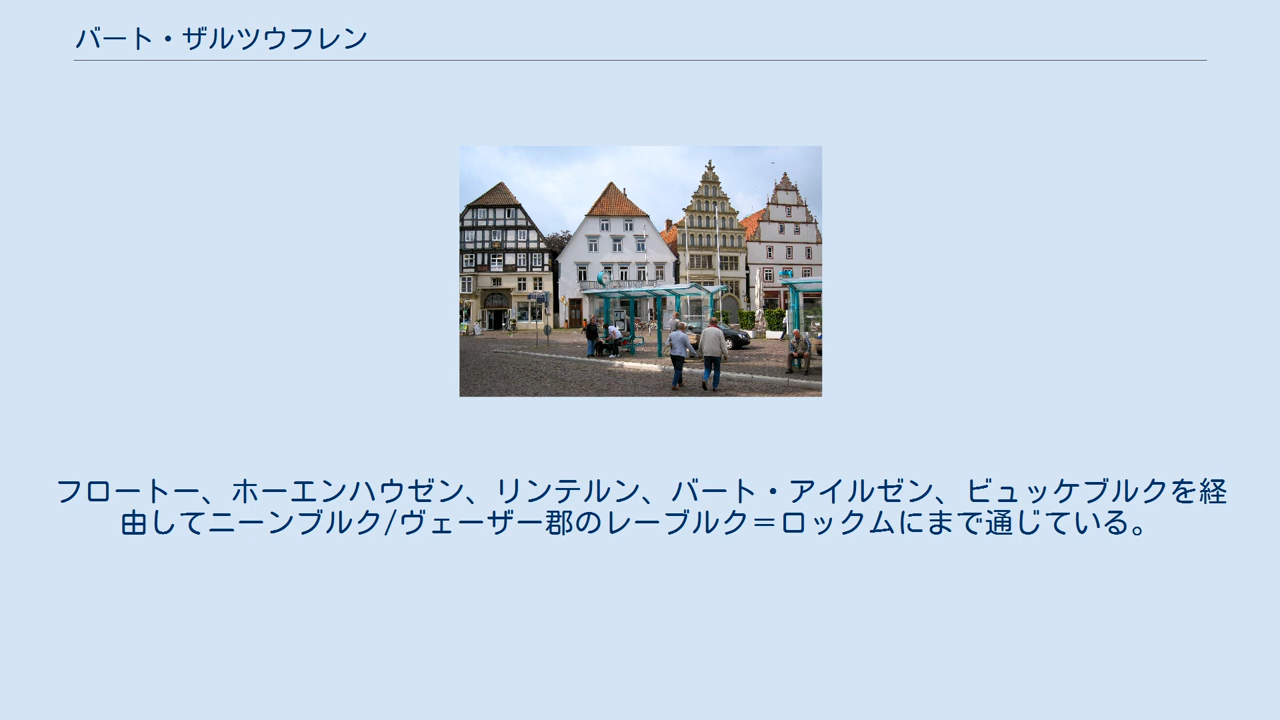 バート・ザルツウフレン
フロートー、ホーエンハウゼン、リンテルン、バート・アイルゼン、ビュッケブルクを経
由してニーンブルク/ヴェーザー郡のレーブルク＝ロックムにまで通じている。